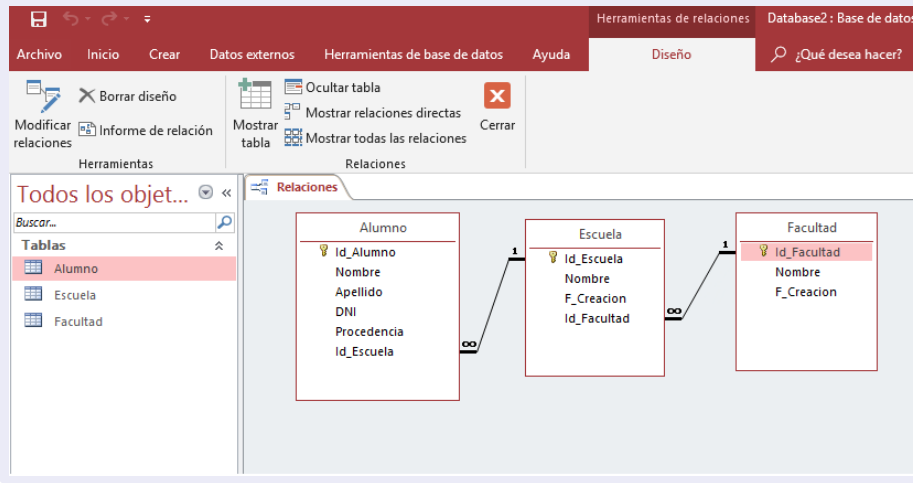 Herramientas de relaciones Database2 : Base de datos
Archivo Inicio Crear Datos externos Herramientas de base de datos Ayuda Diseño ¿Qué desea hacer?
Modificar relaciones
Borrar diseño
Informe de relación
Herramientas
Mostrar tabla
Ocultar tabla
Mostrar relaciones directas
Mostrar todas las relaciones
Relaciones
Cerrar
Todos los objet... «
Buscar...
Tablas
Alumno
Escuela
Facultad
Relaciones
Alumno
Id_Alumno
Nombre
Apellido
DNI
Procedencia
Id_Escuela
∞
1
Escuela
Id_Escuela
Nombre
F_Creacion
Id_Facultad
∞
1
Facultad
Id_Facultad
Nombre
F_Creacion